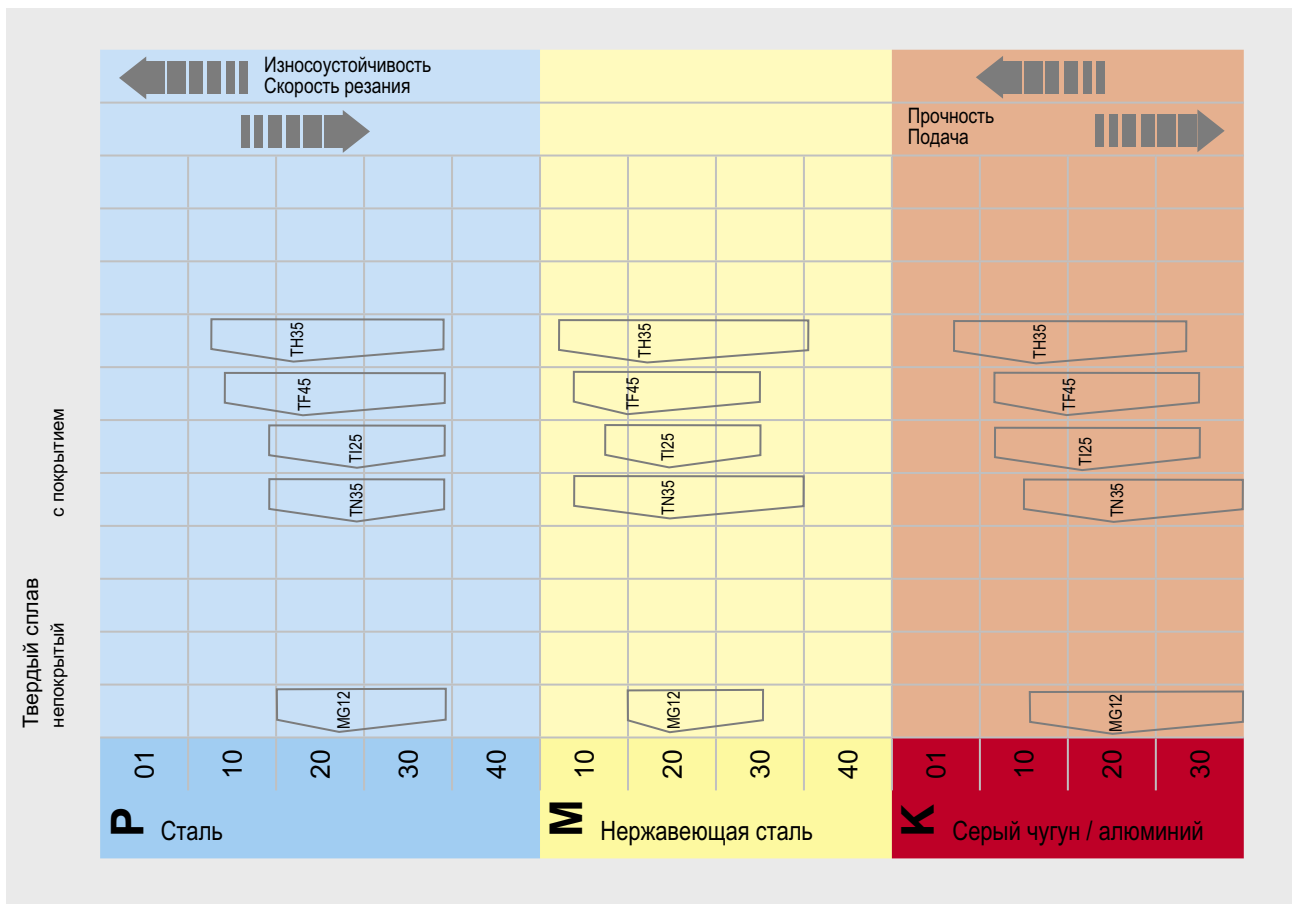 Износоустойчивость
Скорость резания
Прочность
Подача
TH35
TH35
TH35
TF45
TF45
TF45
с покрытием
TI25
TI25
TI25
TN35
TN35
TN35
Твердый сплав
непокрытый
MG12
MG12
MG12
01
10
20
30
40
10
20
30
40
01
10
20
30
P Сталь
M Нержавеющая сталь
K Серый чугун / алюминий